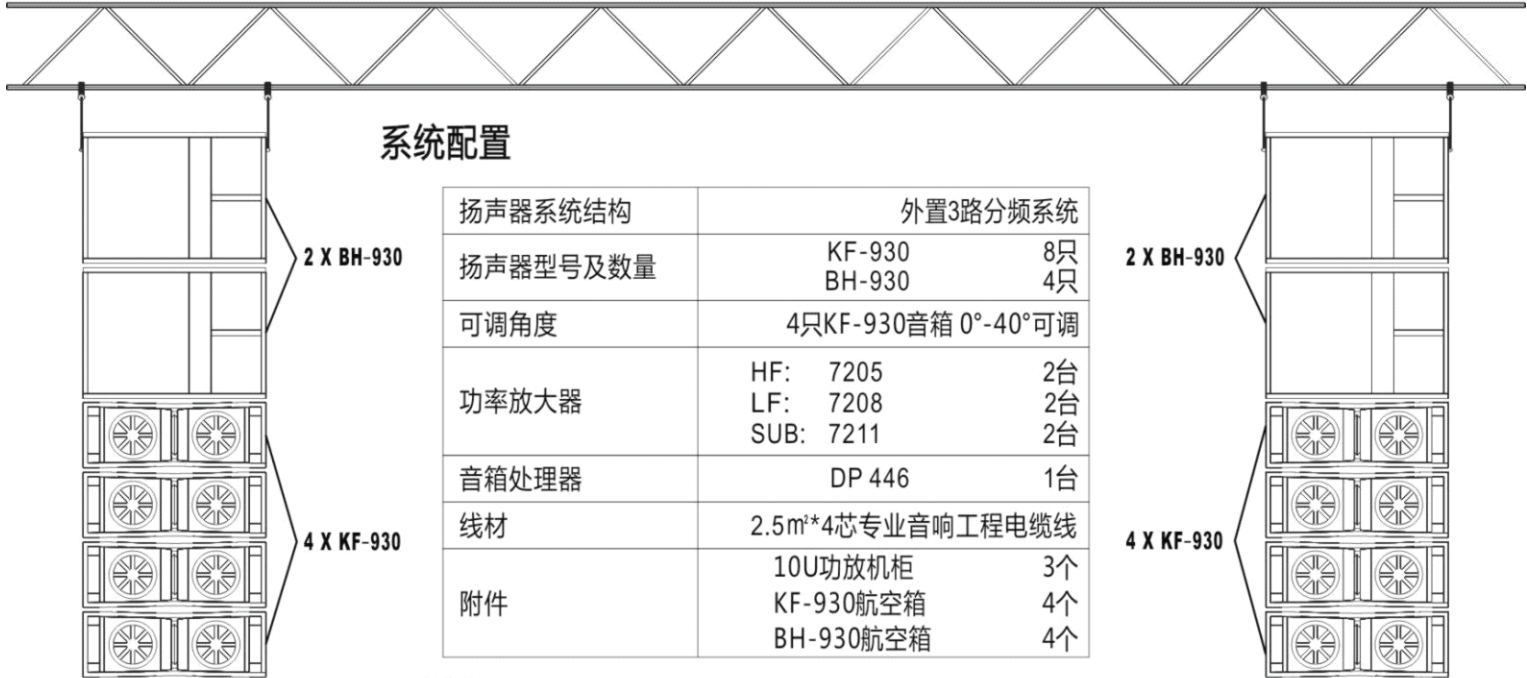 系统配置
扬声器系统结构 外置3路分频系统
2 X BH-930
扬声器型号及数量 KF-930 8只
BH-930 4只
2 X BH-930
可调角度 4只KF-930音箱 0°-40°可调
功率放大器 HF: 7205 2台
LF: 7208 2台
SUB: 7211 2台
音箱处理器 DP 446 1台
线材 2.5㎡*4芯专业音响工程电缆线
4 X KF-930
4 X KF-930
附件 10U功放机柜 3个
KF-930航空箱 4个
BH-930航空箱 4个